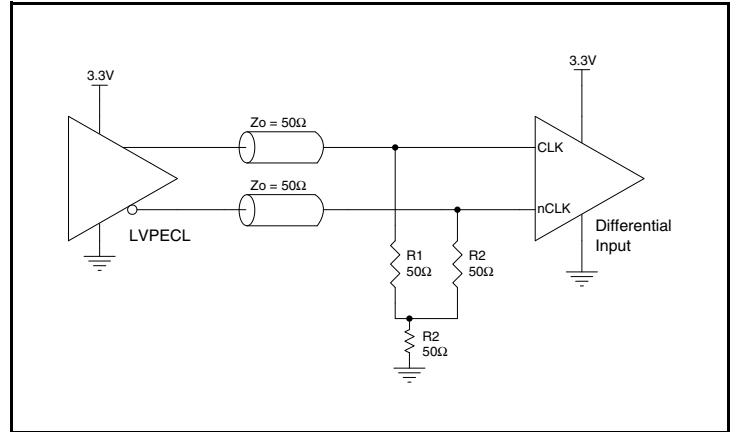 3.3V
3.3V
Zo = 50Ω
CLK
Zo = 50Ω
nCLK
LVPECL
Differential
Input
R1
50Ω
R2
50Ω
R2
50Ω